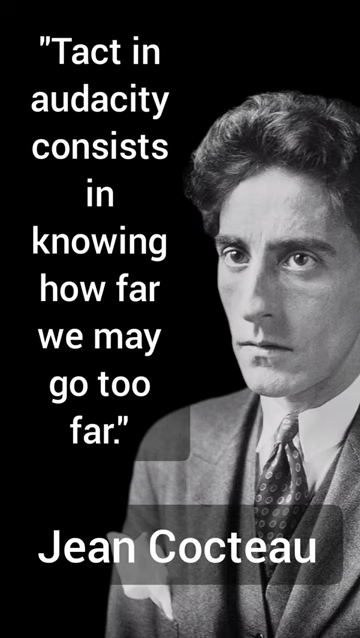 "Tact in
audacity
consists
in
knowing
how far
we may
go too
far."
Jean Cocteau